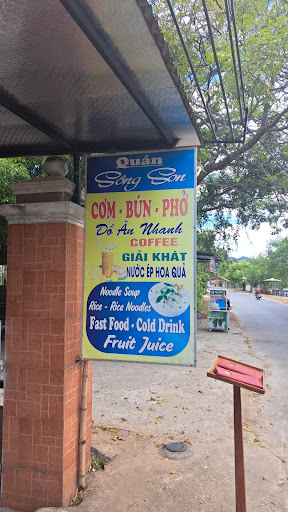 Quán
Sông Son
CƠM - BÚN - PHỞ
Đồ Ăn Nhanh
COFFEE
GIẢI KHÁT
NƯỚC ÉP HOA QUẢ
Noodle Soup
Rice - Rice Noodles
Fast Food - Cold Drink
Fruit Juice